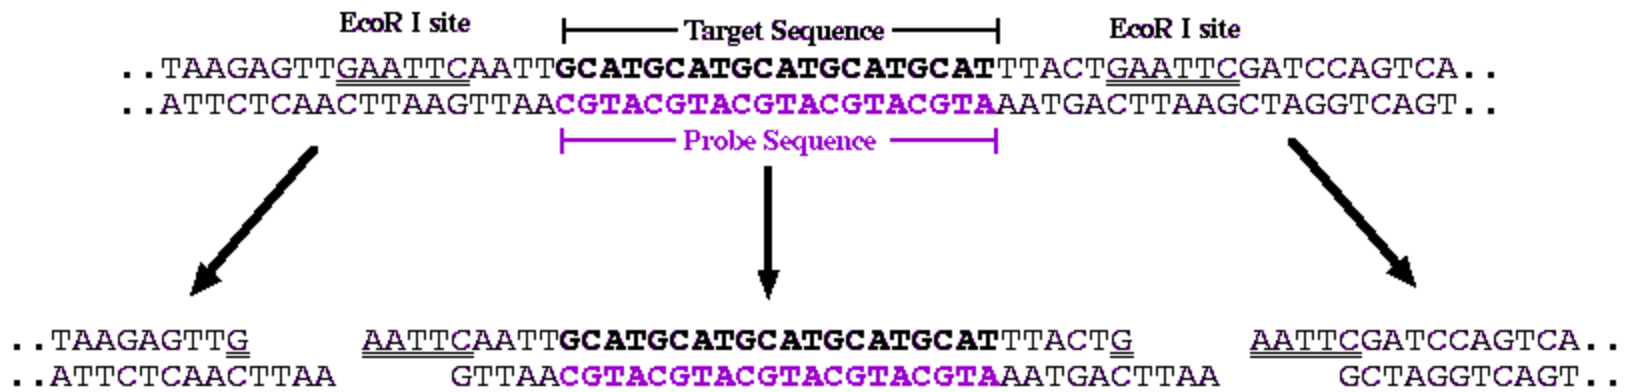 EcoR I site Target Sequence EcoR I site
..TAAGAGTTGAATTCAATTGCATGCATGCATGCATGCATTTACTGAATTCGATCCAGTCA..
..ATTCTCAACTTAAGTTAACGTACGTACGTACGTACGTAAATGACTTAAGCTAGGTCAGT..
Probe Sequence
..TAAGAGTTG AATTCAATTGCATGCATGCATGCATGCATTTACTG AATTCGATCCAGTCA..
..ATTCTCAACTTAA GTTAACGTACGTACGTACGTACGTAAATGACTTAA GCTAGGTCAGT..